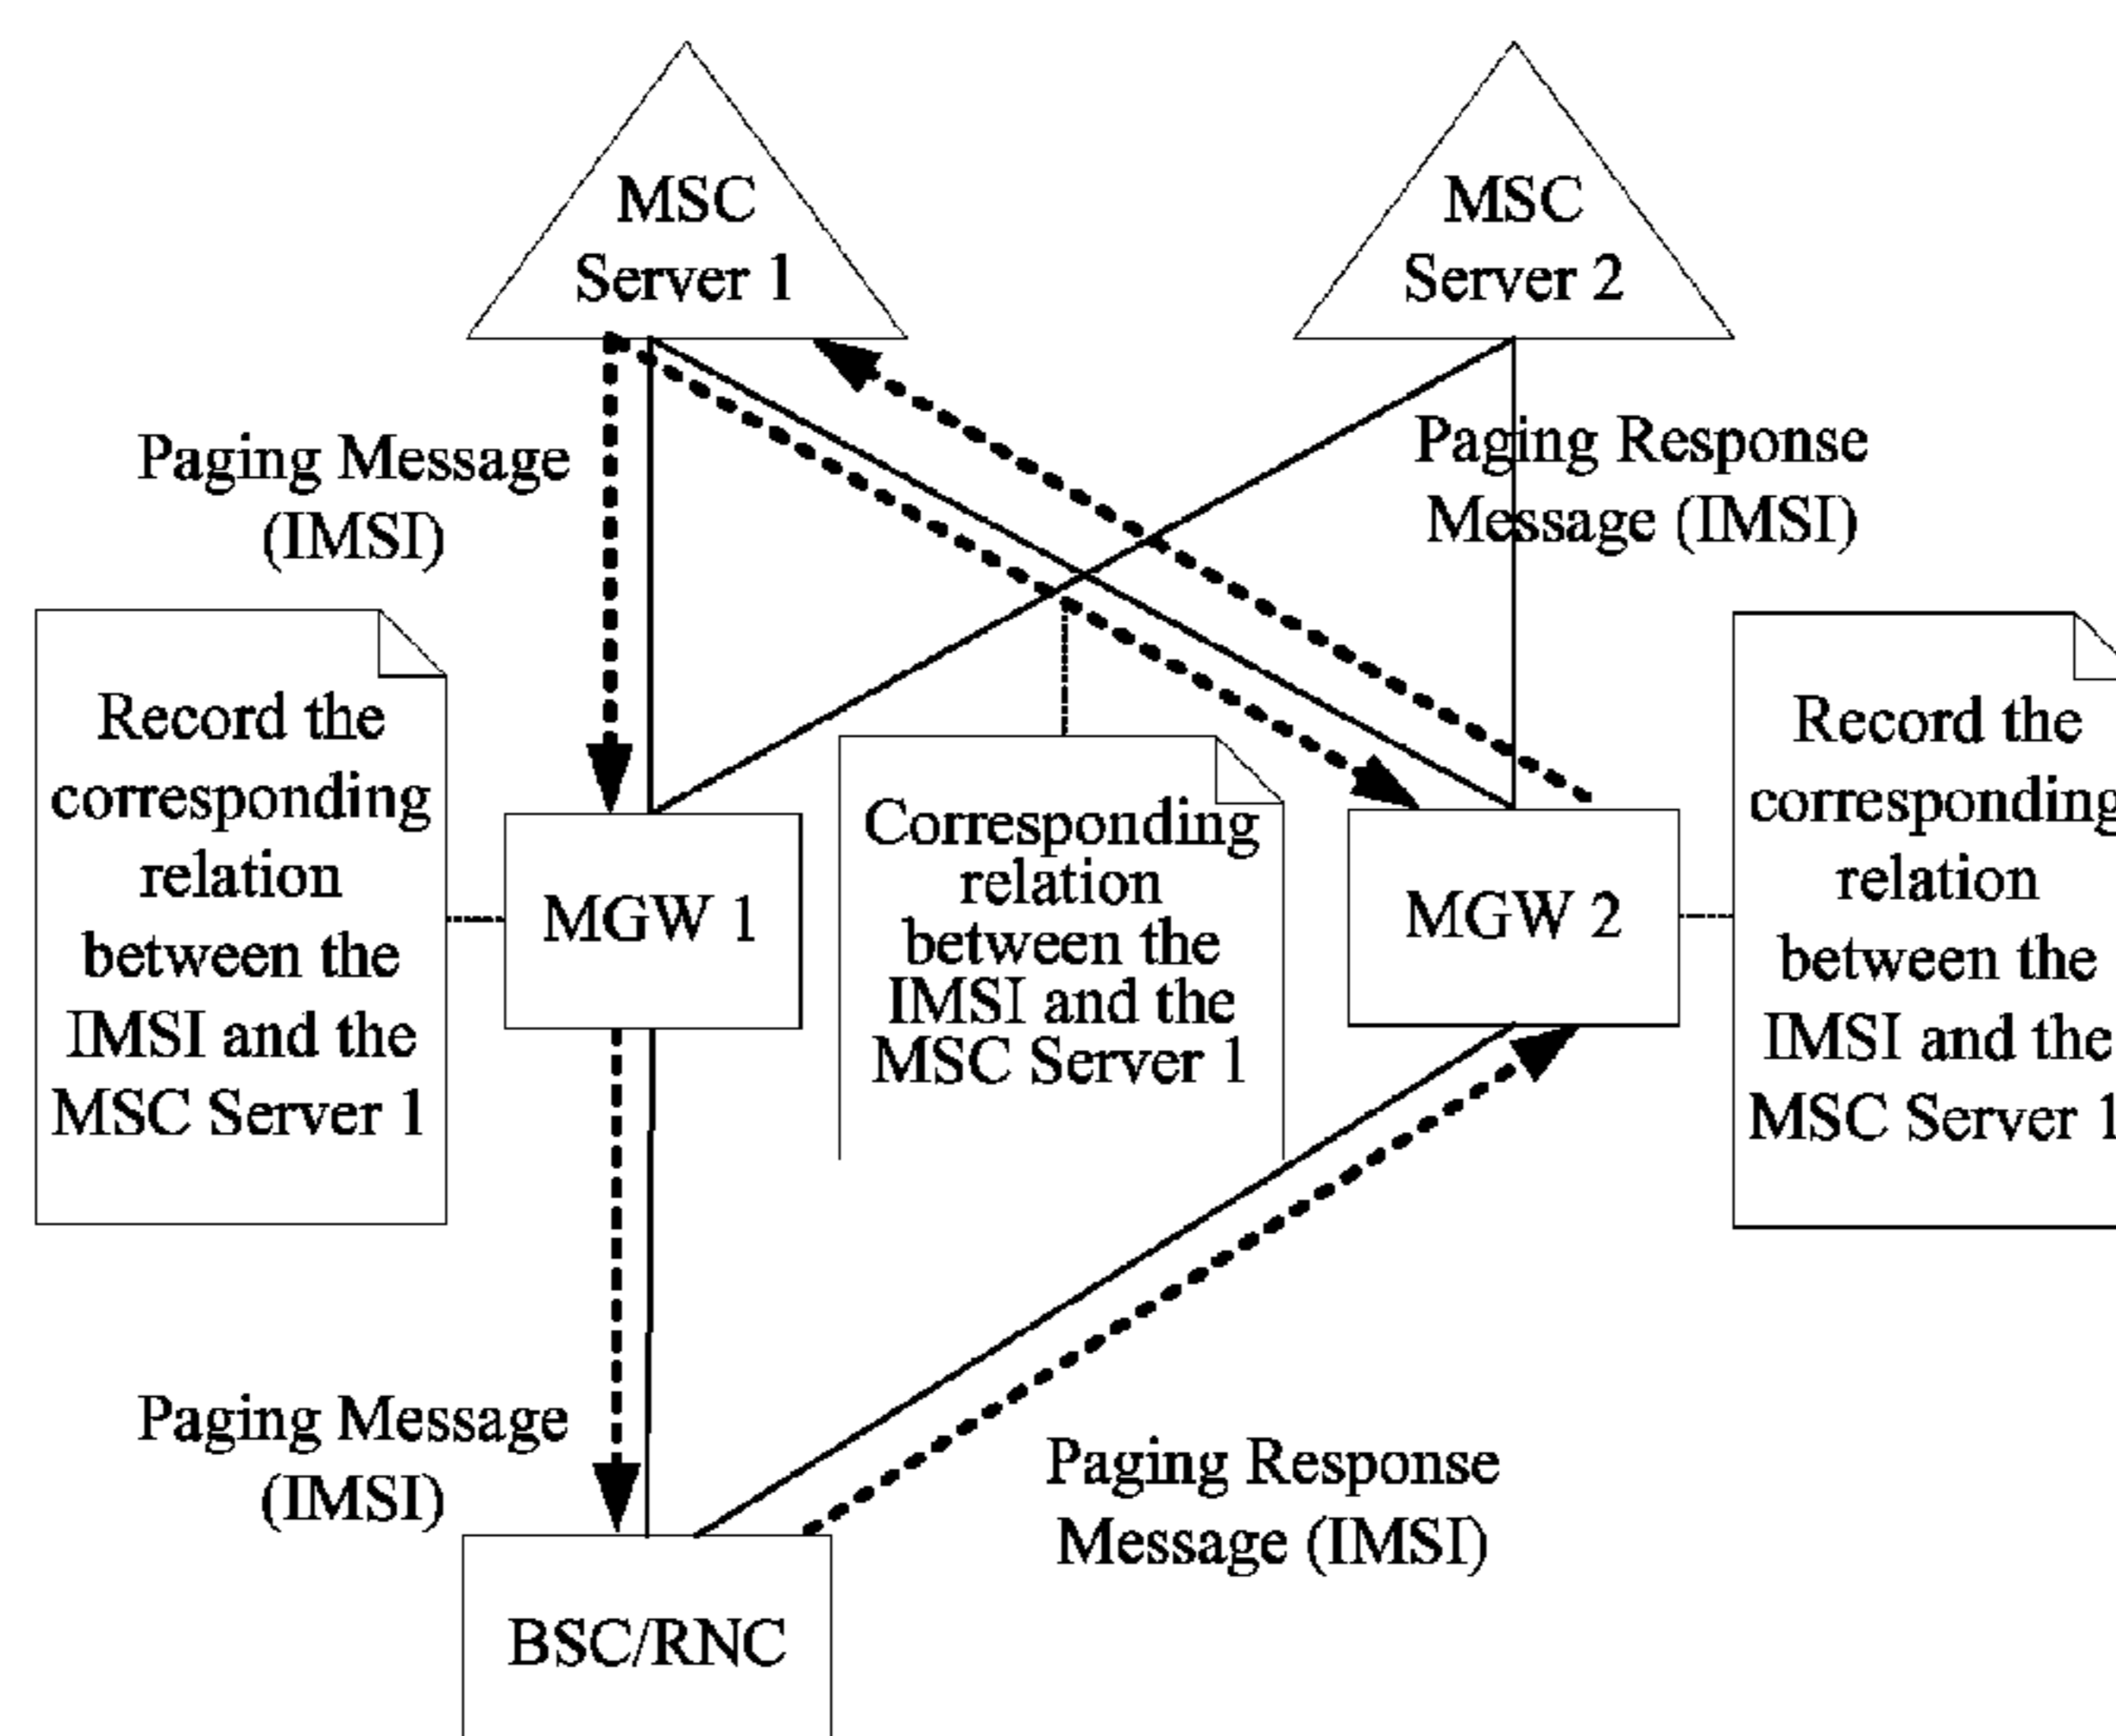 MSC
Server 1
MSC
Server 2
Paging Message
(IMSI)
Paging Response
Message (IMSI)
Record the
corresponding
relation
between the
IMSI and the
MSC Server 1
MGW 1
Corresponding
relation
between the
IMSI and the
MSC Server 1
MGW 2
Record the
corresponding
relation
between the
IMSI and the
MSC Server 1
Paging Message
(IMSI)
Paging Response
Message (IMSI)
BSC/RNC